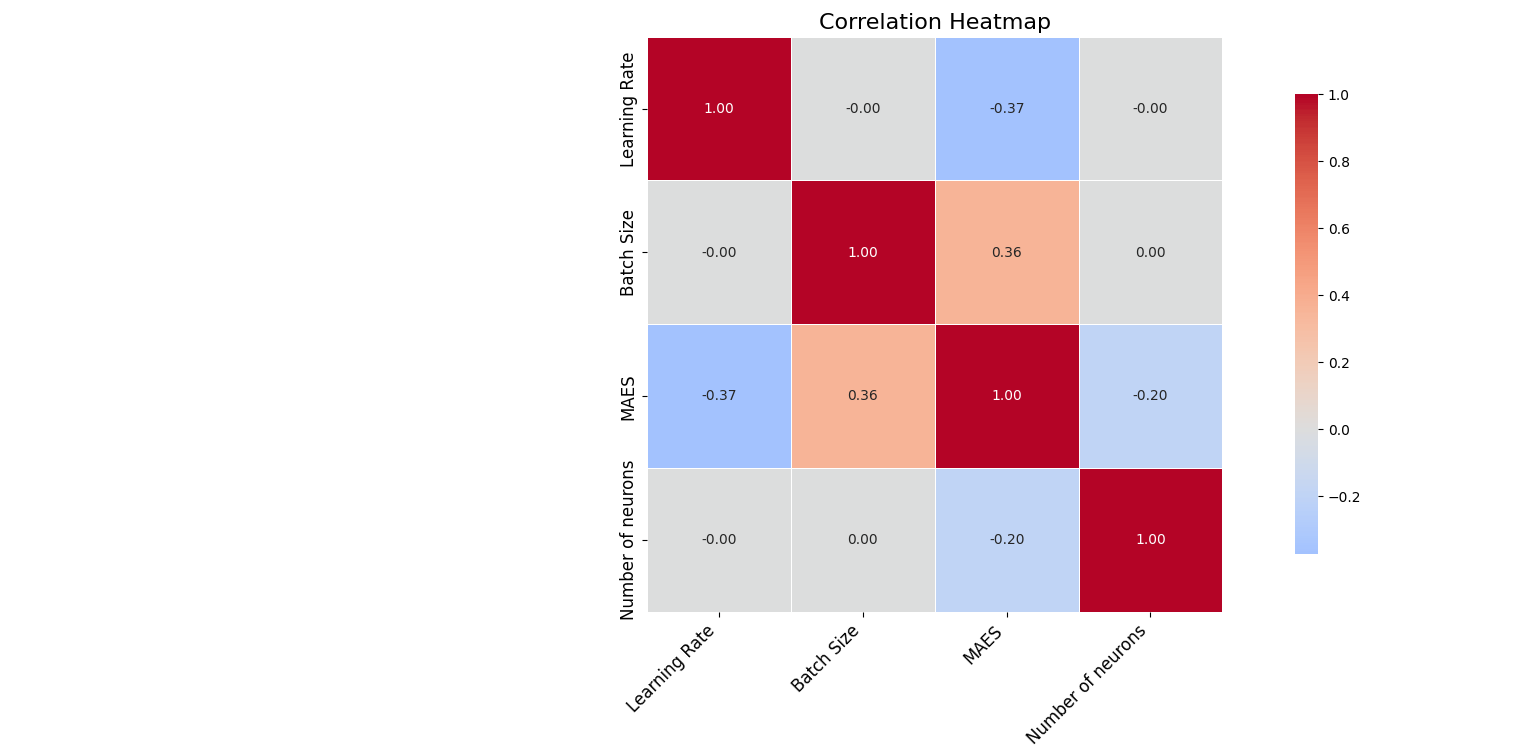 Correlation Heatmap
Learning Rate
1.00
-0.00
-0.37
-0.00
Batch Size
-0.00
1.00
0.36
0.00
MAES
-0.37
0.36
1.00
-0.20
Number of neurons
-0.00
0.00
-0.20
1.00
Learning Rate
Batch Size
MAES
Number of neurons
1.0
0.8
0.6
0.4
0.2
0.0
−0.2